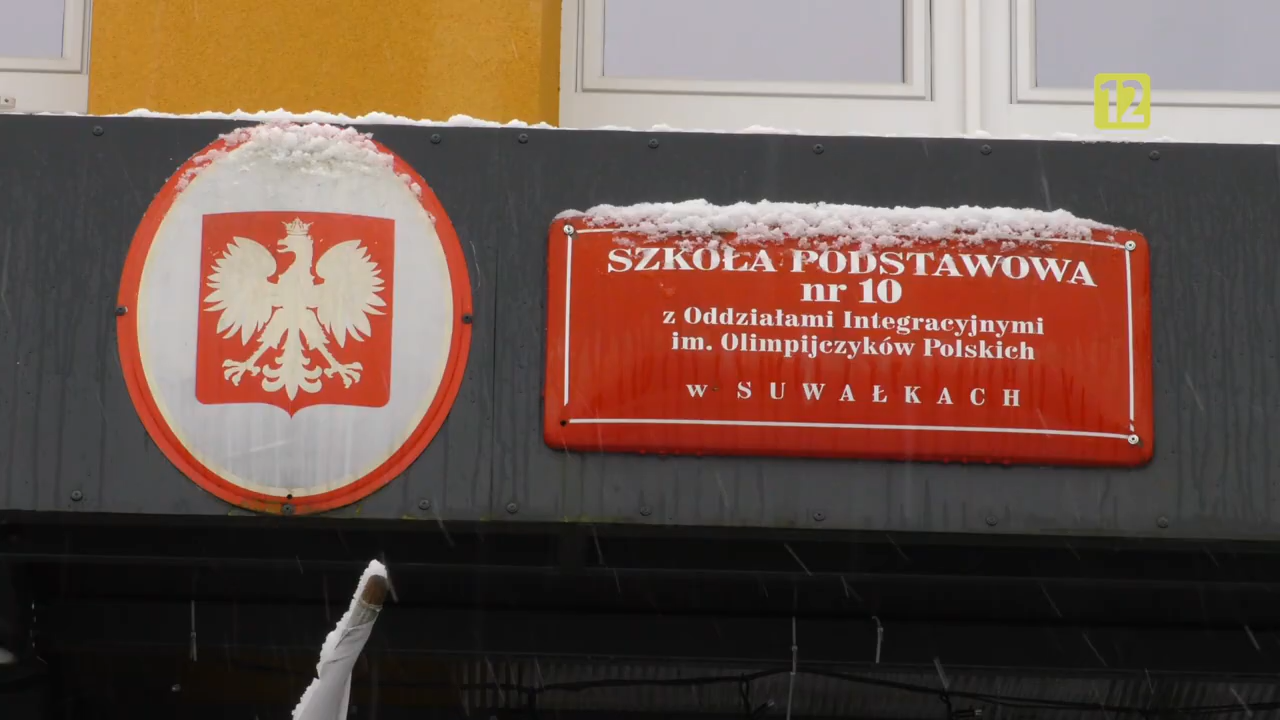 12
SZKOŁA PODSTAWOWA
nr 10
z Oddziałami Integracyjnymi
im. Olimpijczyków Polskich
w SUWAŁKACH